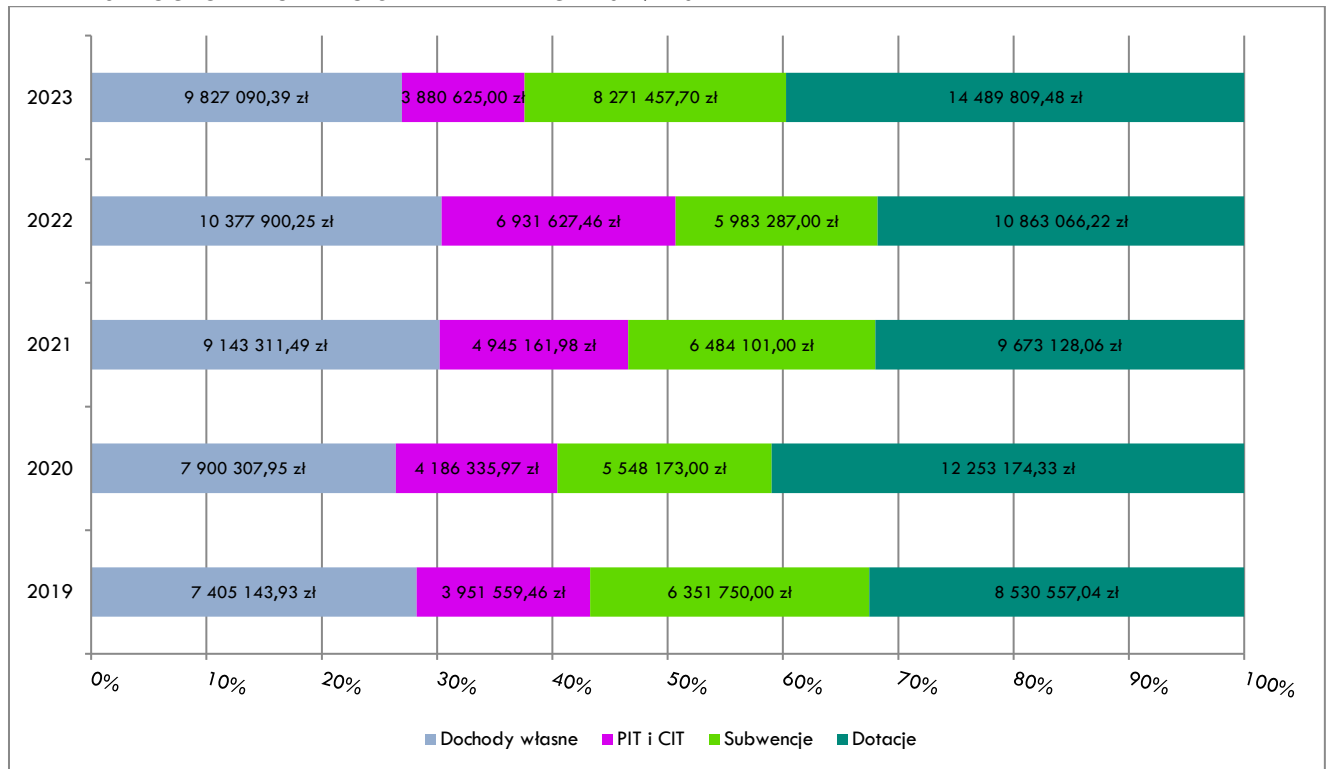 2023 9 827 090,39 zł 3 880 625,00 zł 8 271 457,70 zł 14 489 809,48 zł
2022 10 377 900,25 zł 6 931 627,46 zł 5 983 287,00 zł 10 863 066,22 zł
2021 9 143 311,49 zł 4 945 161,98 zł 6 484 101,00 zł 9 673 128,06 zł
2020 7 900 307,95 zł 4 186 335,97 zł 5 548 173,00 zł 12 253 174,33 zł
2019 7 405 143,93 zł 3 951 559,46 zł 6 351 750,00 zł 8 530 557,04 zł
0% 10% 20% 30% 40% 50% 60% 70% 80% 90% 100%
Dochody własne PIT i CIT Subwencje Dotacje